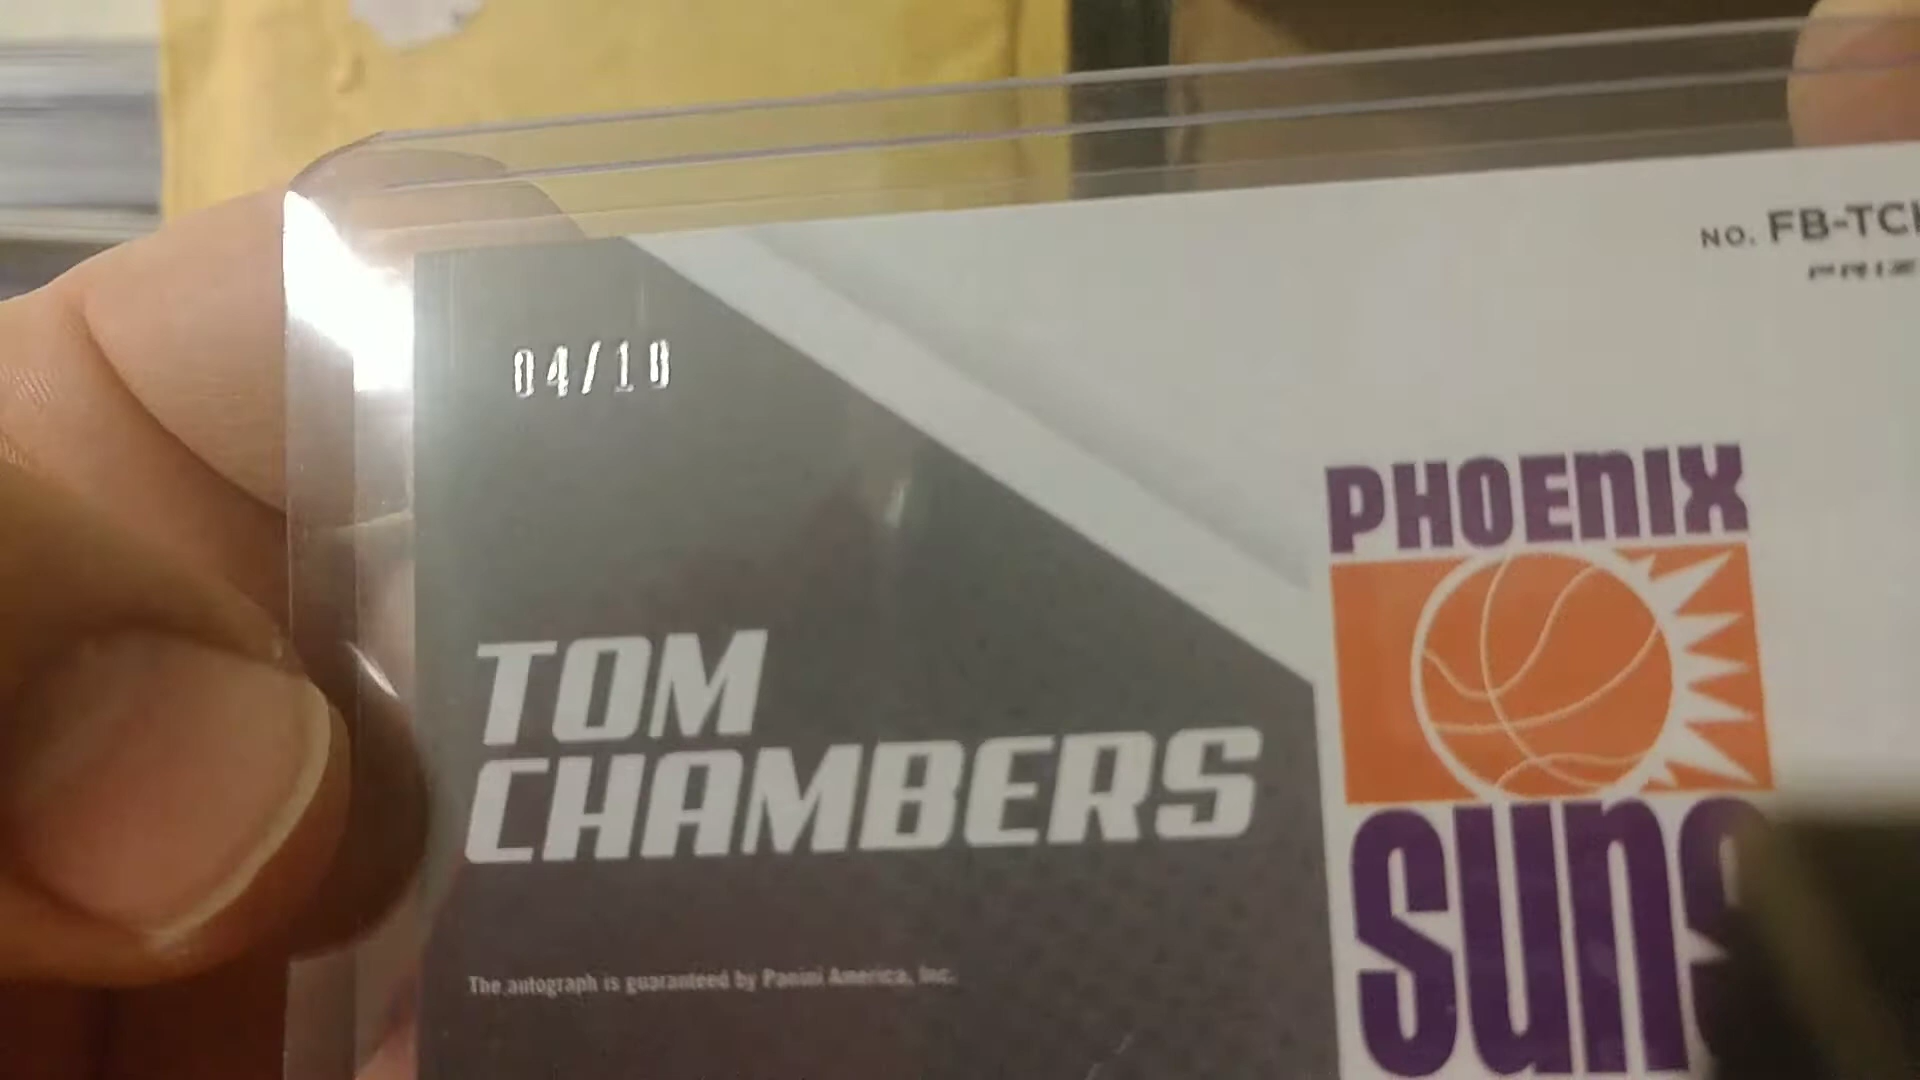 NO. FB-TC
04/10
PHOENIX
TOM
CHAMBERS
SUNS
The autograph is guaranteed by Panini America, Inc.